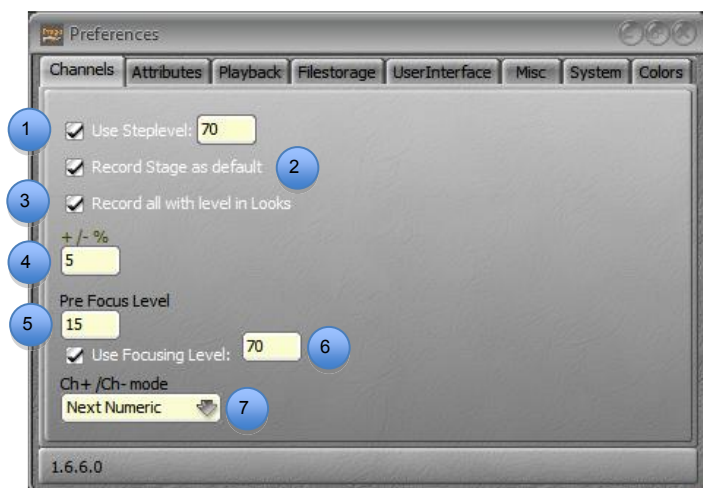 Prego Preferences
Channels Attributes Playback Filestorage UserInterface Misc System Colors
1 Use Steplevel: 70
Record Stage as default 2
3 Record all with level in Looks
+/- %
4 5
Pre Focus Level
5 15
Use Focusing Level: 70 6
Ch+ /Ch- mode
Next Numeric 7
1.6.6.0